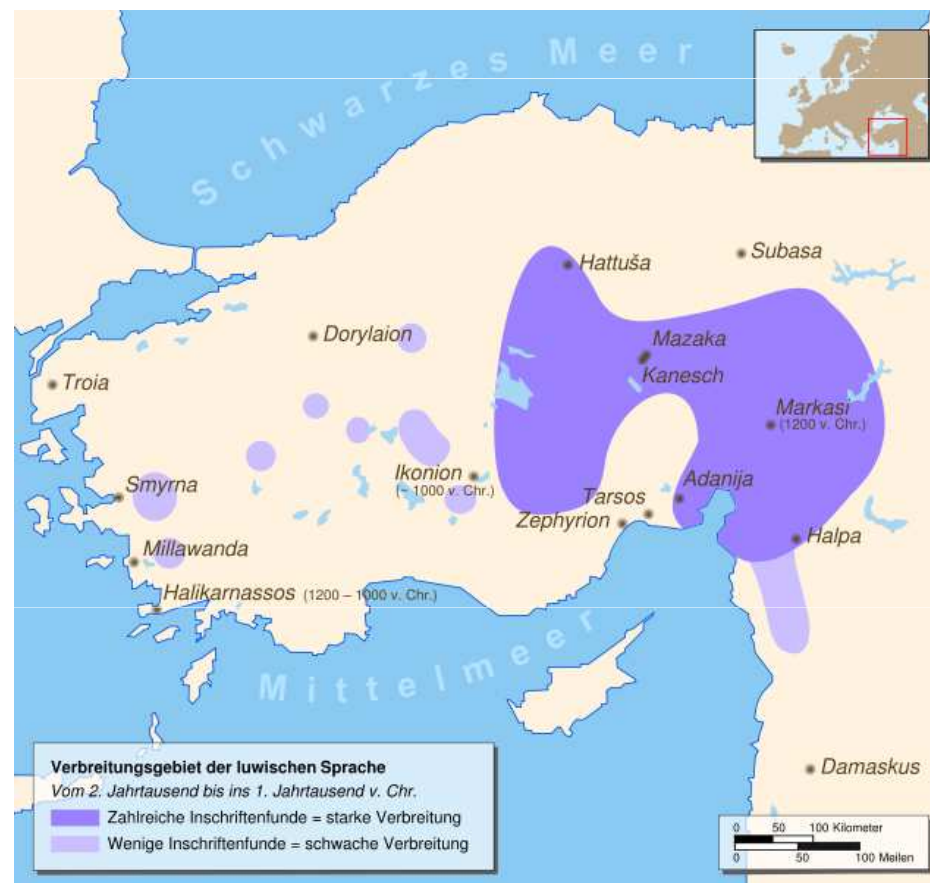 Schwarzes Meer
Hattuša
Subasa
Dorylaion
Mazaka
Kanesch
Troia
Markasi
(1200 v. Chr.)
Ikonion
(~ 1000 v. Chr.)
Smyrna
Adanija
Tarsos
Zephyrion
Halpa
Millawanda
Halikarnassos (1200 – 1000 v. Chr.)
Mittelmeer
Damaskus
Verbreitungsgebiet der luwischen Sprache
Vom 2. Jahrtausend bis ins 1. Jahrtausend v. Chr.
Zahlreiche Inschriftenfunde = starke Verbreitung
Wenige Inschriftenfunde = schwache Verbreitung
0 50 100 Kilometer
0 50 100 Meilen